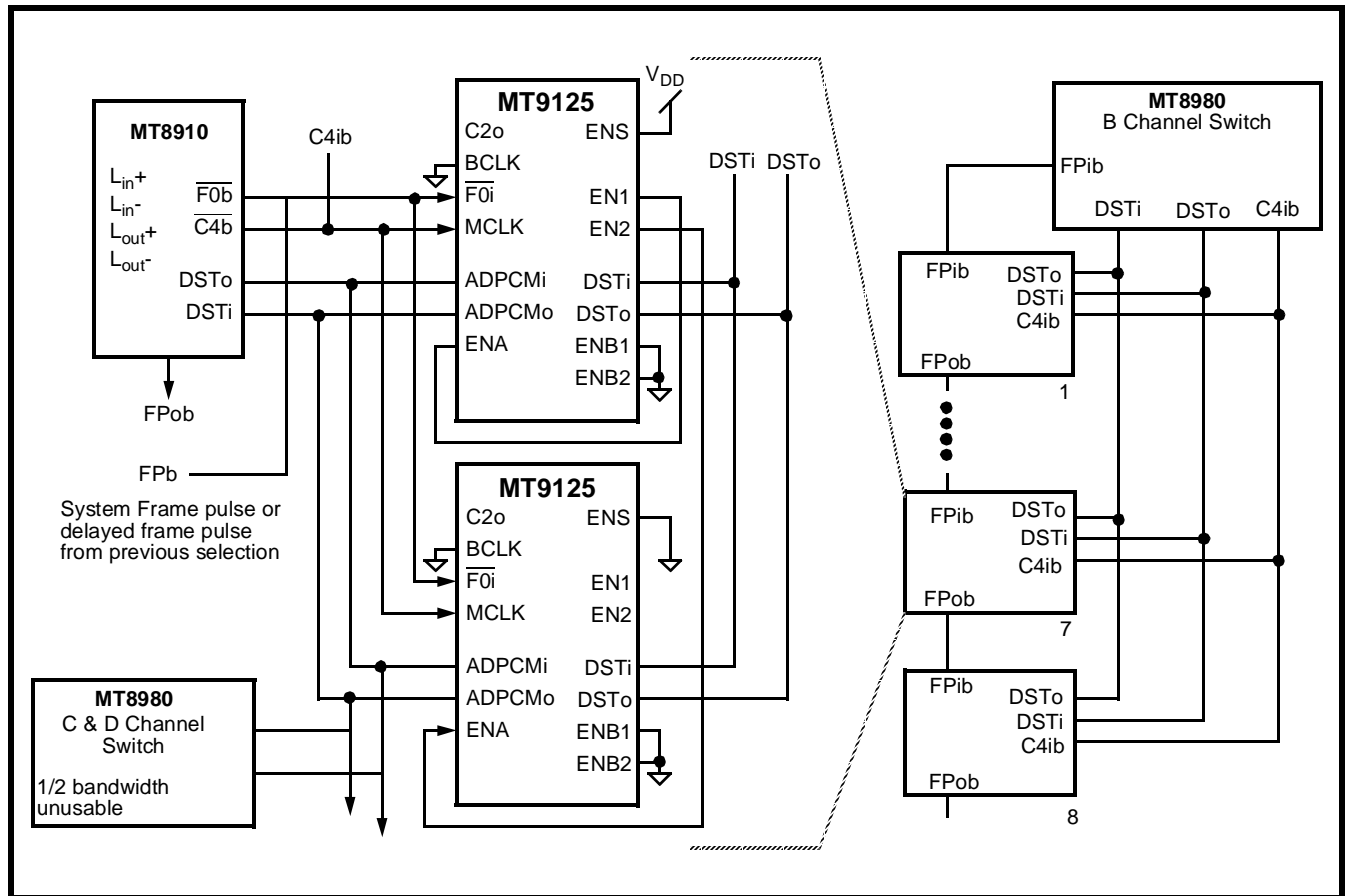 MT8910
Lin+
Lin-
Lout+
Lout-
F0b
C4b
DSTo
DSTi
FPob
FPb
System Frame pulse or
delayed frame pulse
from previous selection
C4ib
MT9125
C2o
BCLK
F0i
MCLK
ADPCMi
ADPCMo
ENA
ENS
EN1
EN2
DSTi
DSTo
ENB1
ENB2
VDD
DSTi DSTo
MT9125
C2o
BCLK
F0i
MCLK
ADPCMi
ADPCMo
ENA
ENS
EN1
EN2
DSTi
DSTo
ENB1
ENB2
MT8980
C & D Channel
Switch
1/2 bandwidth
unusable
MT8980
B Channel Switch
FPib
DSTi DSTo C4ib
FPib
DSTo
DSTi
C4ib
FPob
1
FPib
DSTo
DSTi
C4ib
FPob
7
FPib
DSTo
DSTi
C4ib
FPob
8